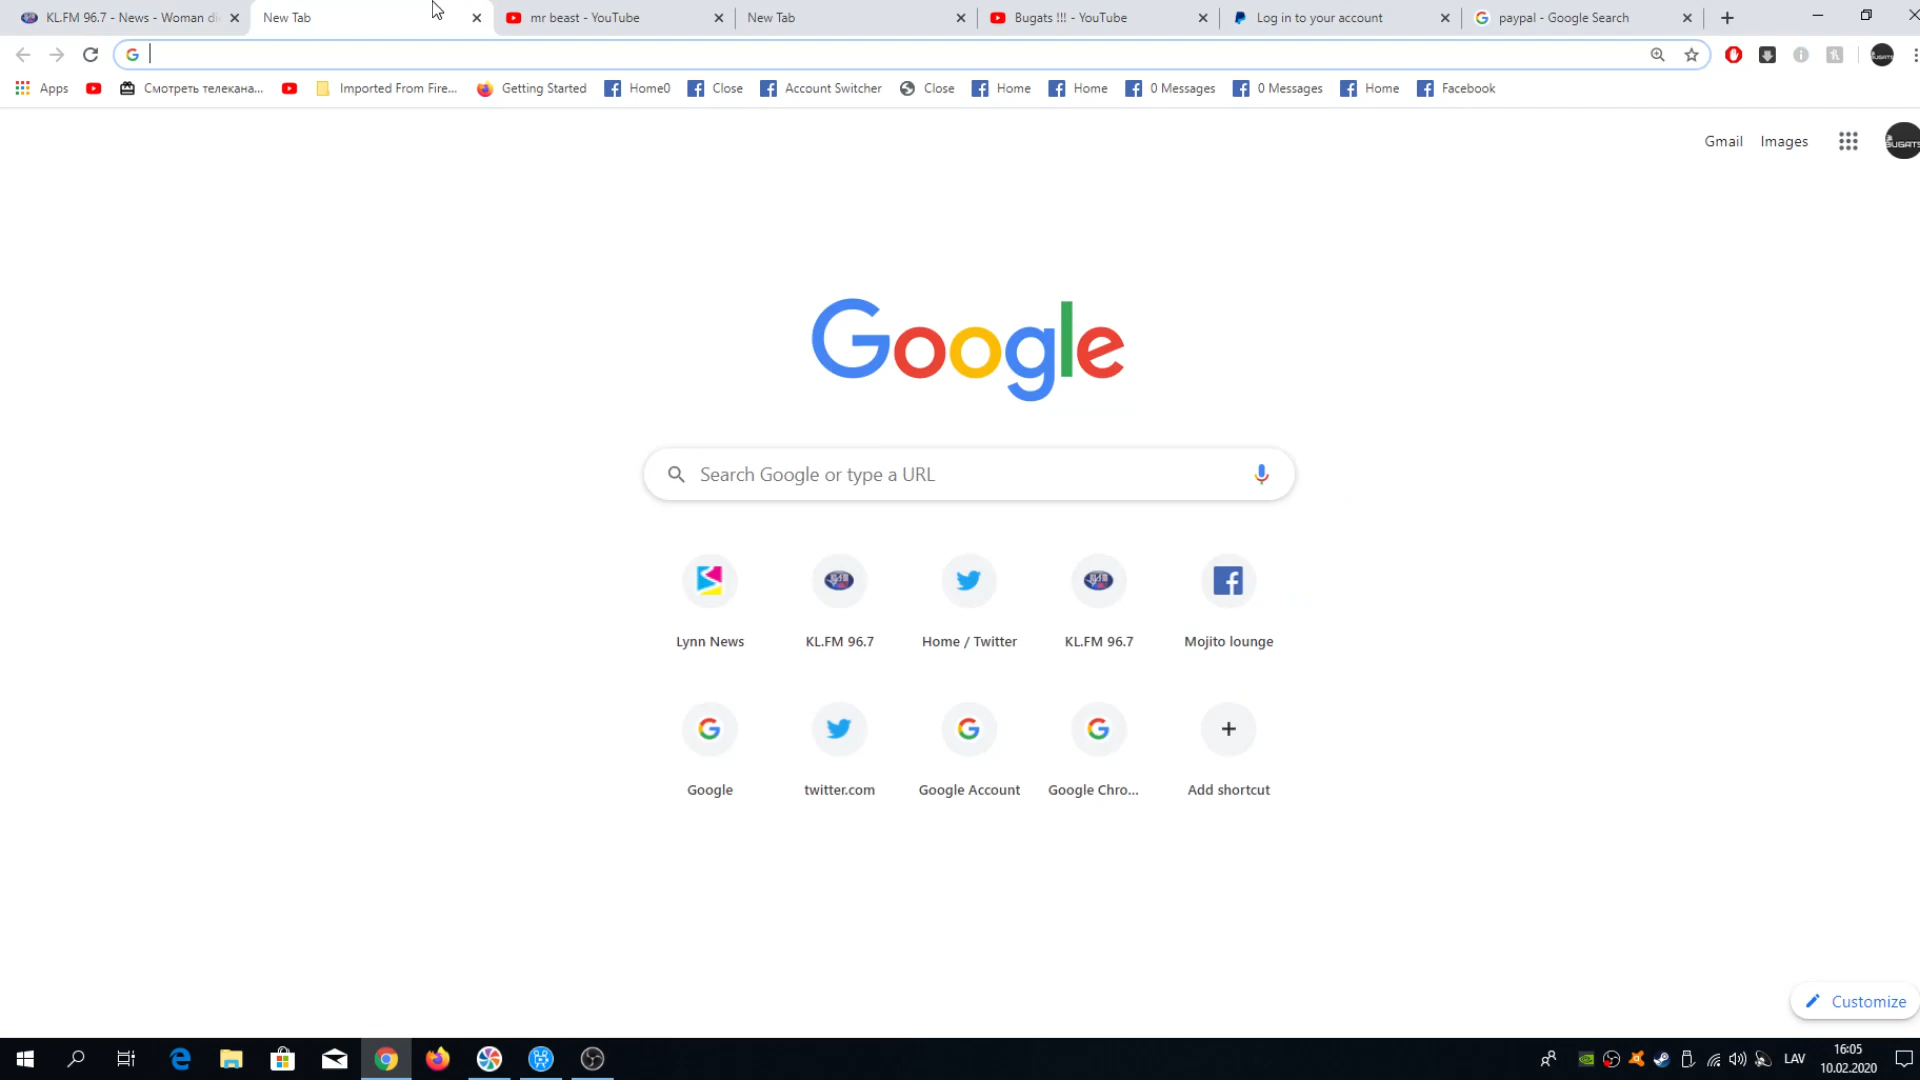 KL.FM 96.7 - News - Woman di
New Tab
mr beast - YouTube
New Tab
Bugats !!! - YouTube
Log in to your account
paypal - Google Search
Apps
Смотреть телекана...
Imported From Fire...
Getting Started
Home0
Close
Account Switcher
Close
Home
Home
0 Messages
0 Messages
Home
Facebook
Gmail
Images
BUGATS
Google
Search Google or type a URL
Lynn News
KL.FM 96.7
Home / Twitter
KL.FM 96.7
Mojito lounge
Google
twitter.com
Google Account
Google Chro...
Add shortcut
Customize
LAV
16:05
10.02.2020